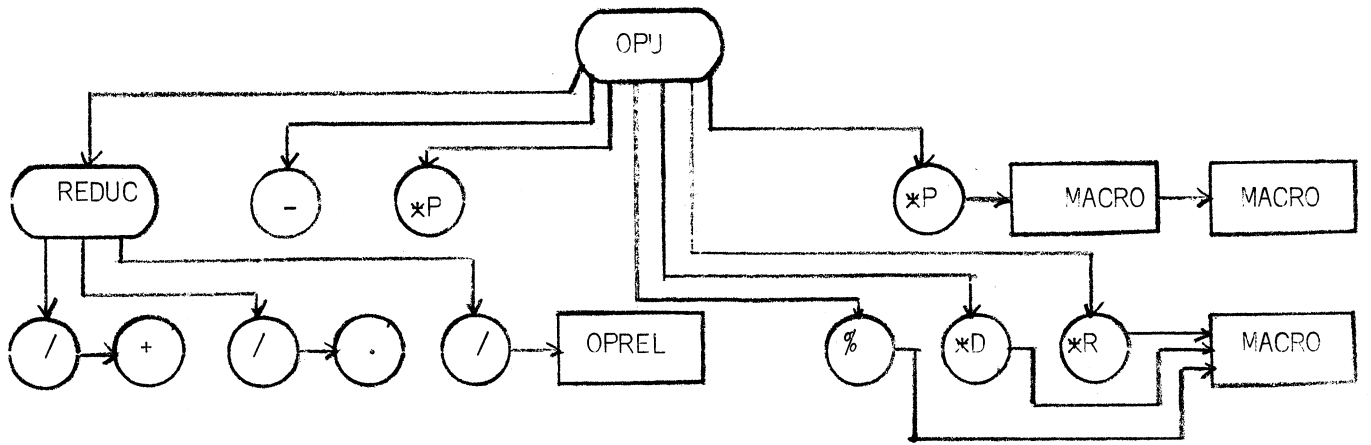 OPU
REDUC
-
*P
*P
MACRO
MACRO
/
+
/
.
/
OPREL
%
*D
*R
MACRO